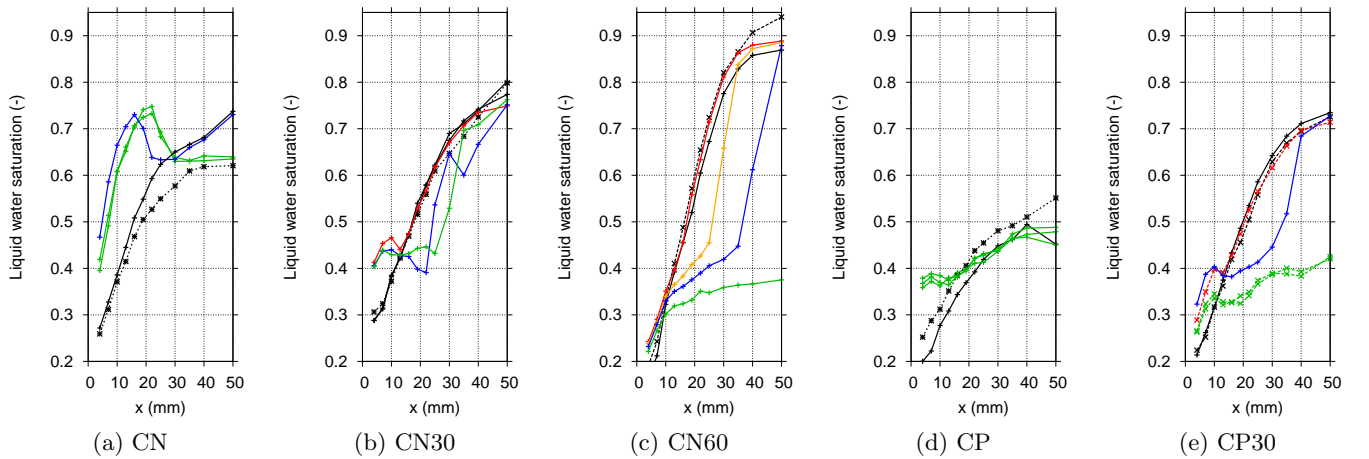 0.9 0.9 0.9 0.9 0.9
0.8 0.8 0.8 0.8 0.8
0.7 0.7 0.7 0.7 0.7
0.6 0.6 0.6 0.6 0.6
0.5 0.5 0.5 0.5 0.5
0.4 0.4 0.4 0.4 0.4
0.3 0.3 0.3 0.3 0.3
0.2 0.2 0.2 0.2 0.2
Liquid water saturation (-) Liquid water saturation (-) Liquid water saturation (-) Liquid water saturation (-) Liquid water saturation (-)
0 10 20 30 40 50 0 10 20 30 40 50 0 10 20 30 40 50 0 10 20 30 40 50 0 10 20 30 40 50
x (mm) x (mm) x (mm) x (mm) x (mm)
(a) CN (b) CN30 (c) CN60 (d) CP (e) CP30